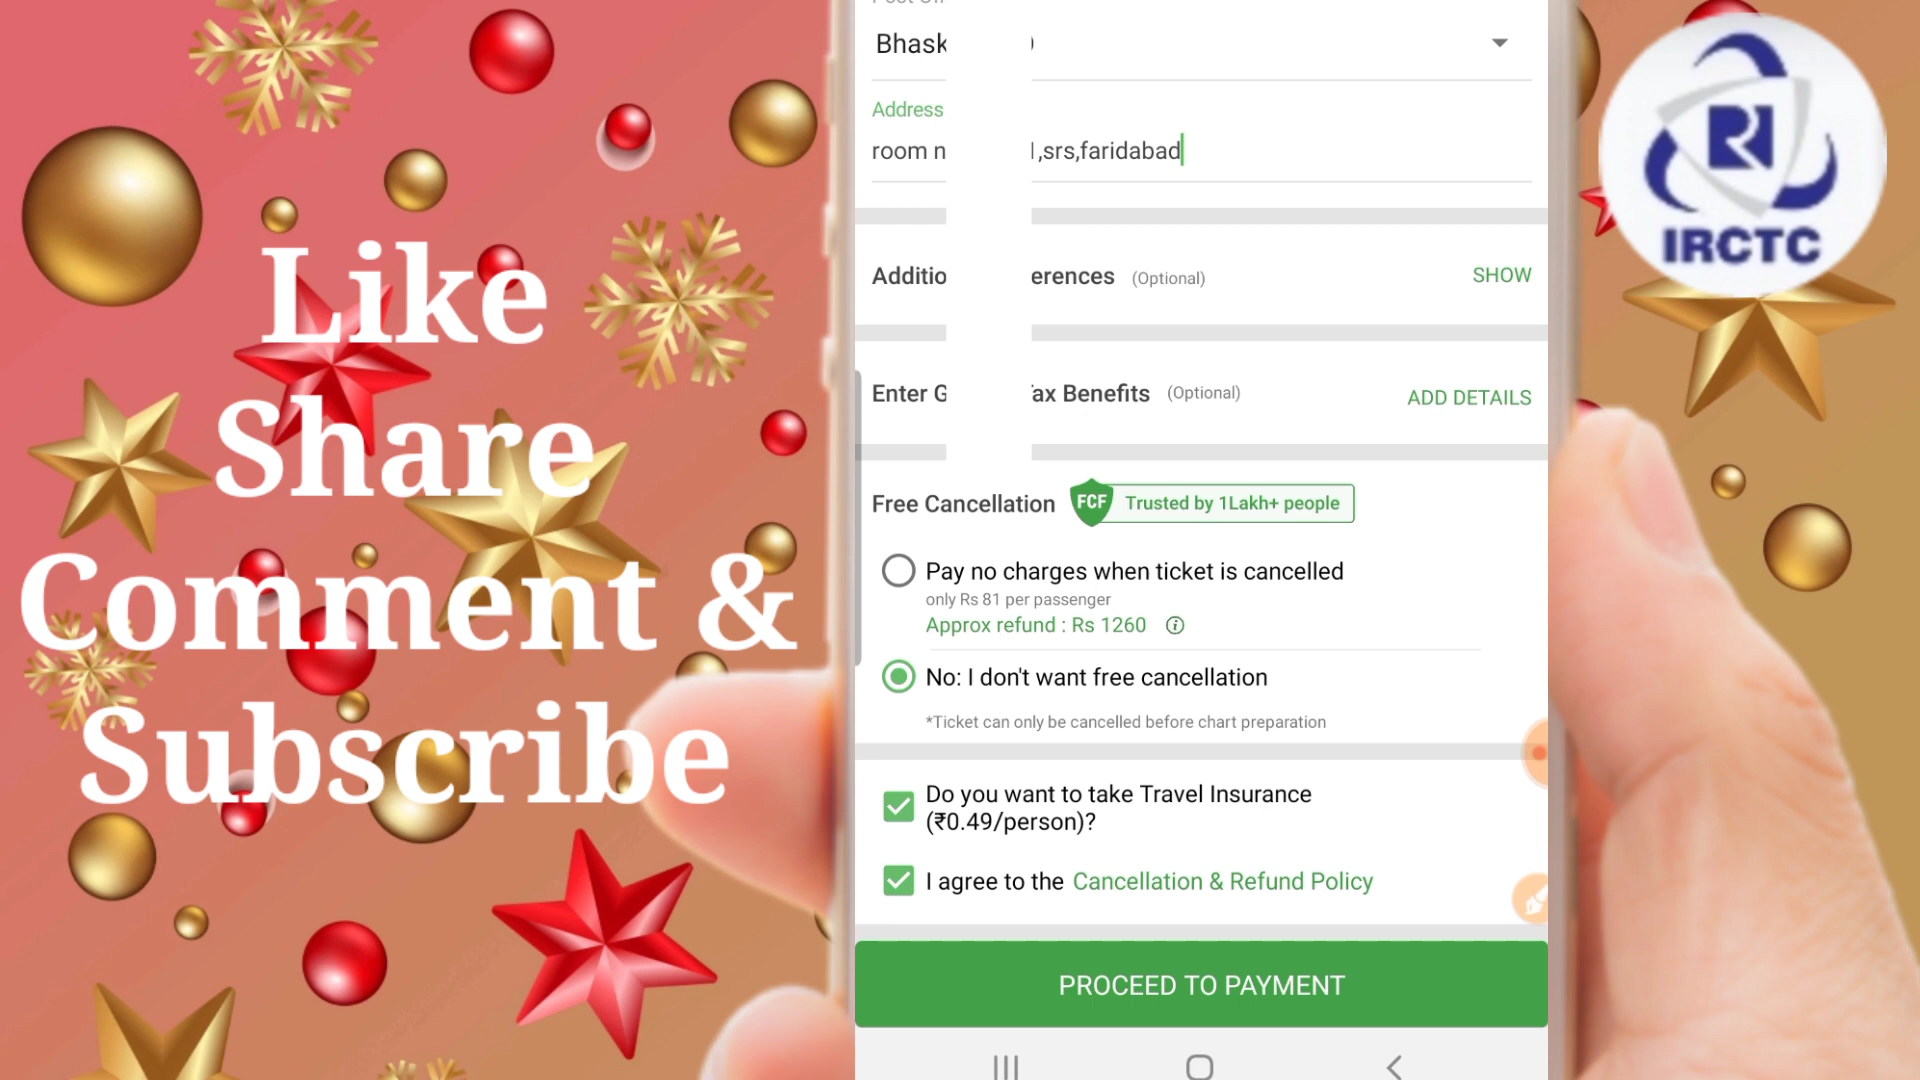 Like
Share
Comment &
Subscribe
Bhask
Address
room n ,srs,faridabad
Additio erences (Optional) SHOW
Enter G ax Benefits (Optional) ADD DETAILS
Free Cancellation FCF Trusted by 1Lakh+ people
Pay no charges when ticket is cancelled
only Rs 81 per passenger
Approx refund : Rs 1260
No: I don't want free cancellation
*Ticket can only be cancelled before chart preparation
Do you want to take Travel Insurance
(₹0.49/person)?
I agree to the Cancellation & Refund Policy
PROCEED TO PAYMENT
IRCTC